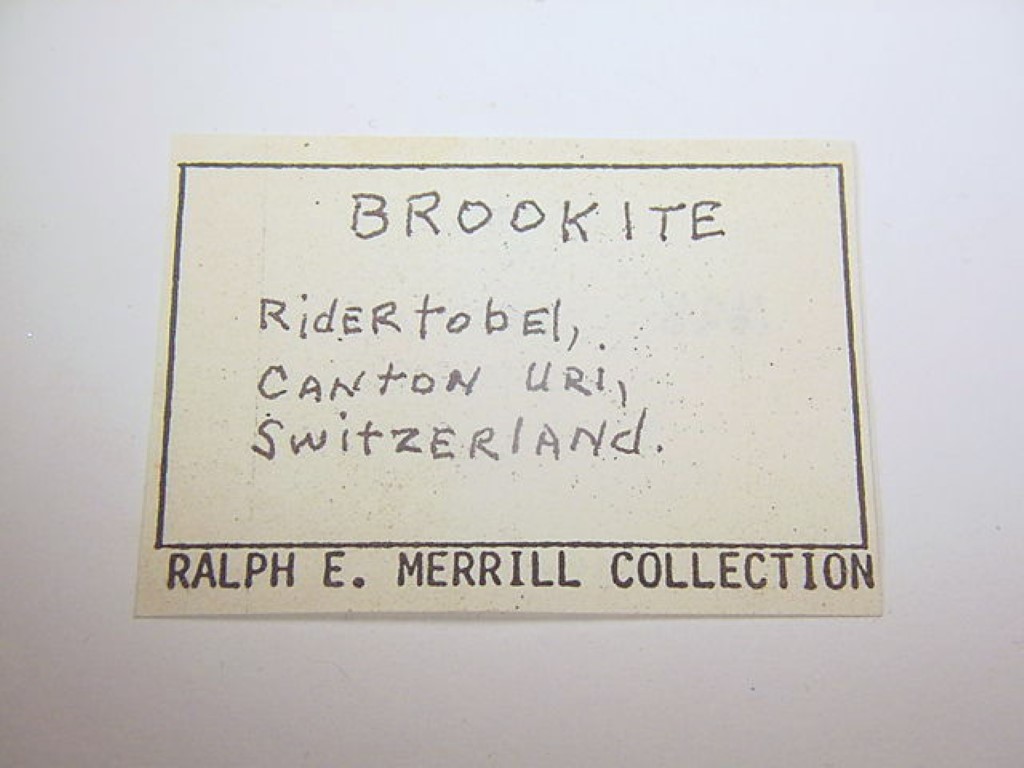 BROOKITE
RidERtobEl,
CANtON URI,
SwitZERlANd.
RALPH E. MERRILL COLLECTION